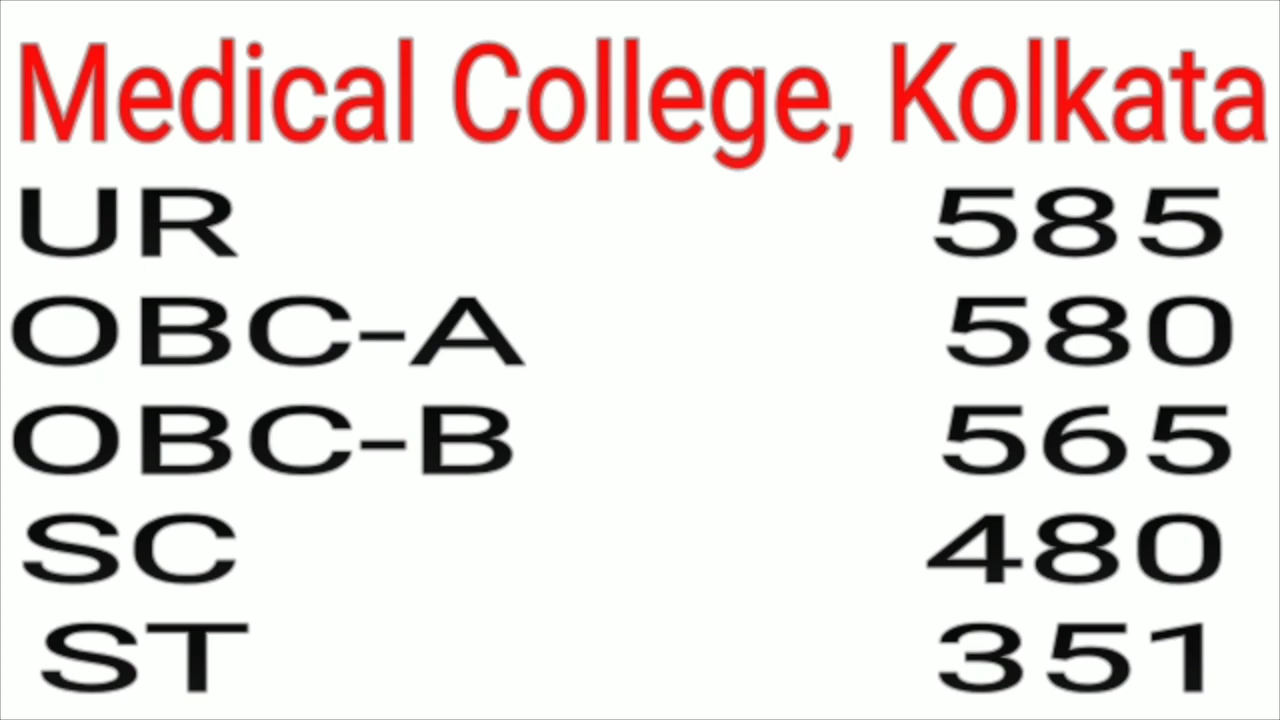 Medical College, Kolkata
UR 585
OBC-A 580
OBC-B 565
SC 480
ST 351